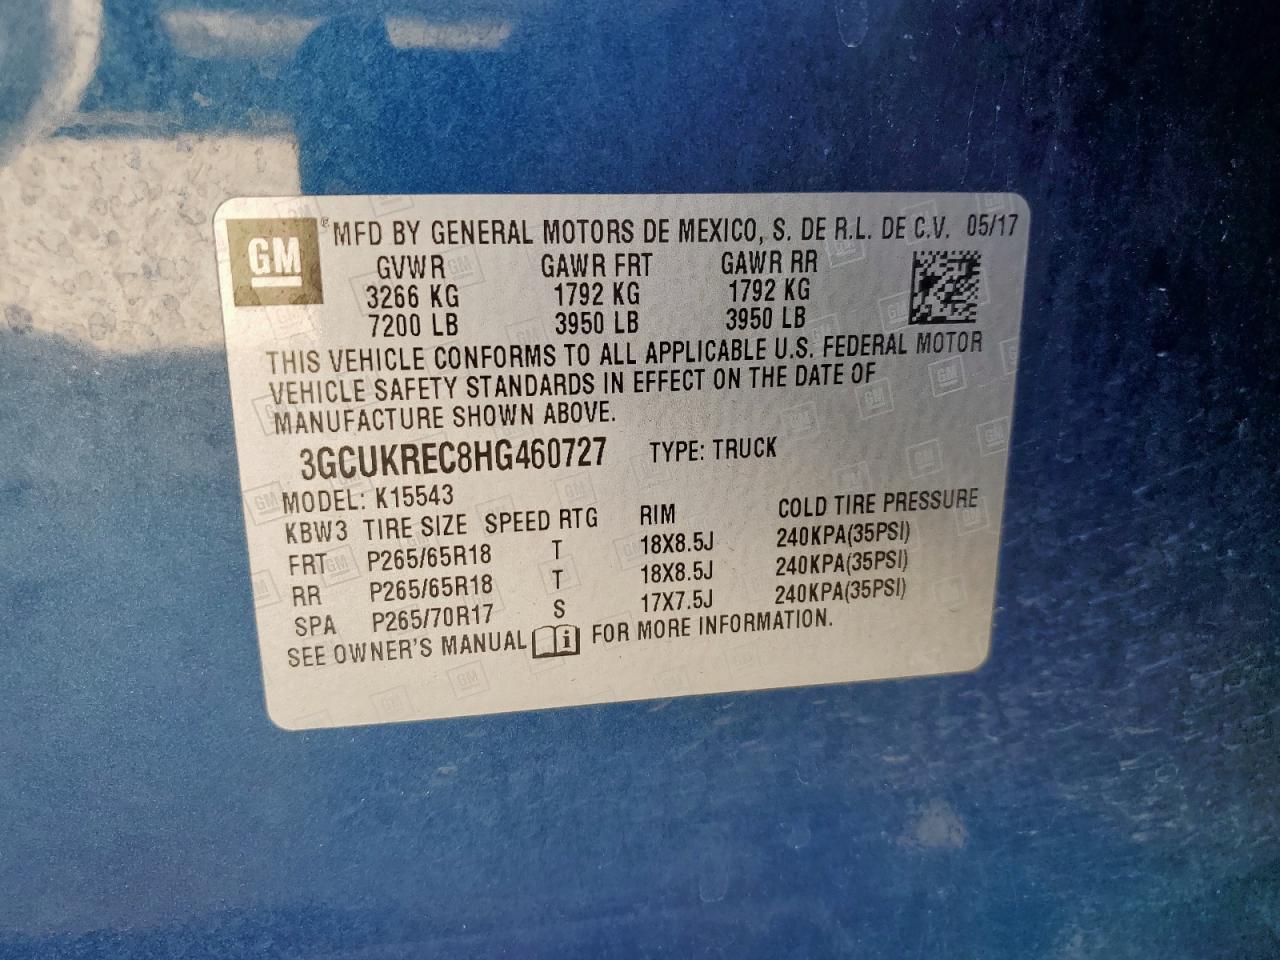 GM ® MFD BY GENERAL MOTORS DE MEXICO, S. DE R.L. DE C.V. 05/17
GVWR GAWR FRT GAWR RR
3266 KG 1792 KG 1792 KG
7200 LB 3950 LB 3950 LB
THIS VEHICLE CONFORMS TO ALL APPLICABLE U.S. FEDERAL MOTOR
VEHICLE SAFETY STANDARDS IN EFFECT ON THE DATE OF
MANUFACTURE SHOWN ABOVE.
3GCUKREC8HG460727 TYPE: TRUCK
MODEL: K15543
KBW3 TIRE SIZE SPEED RTG RIM COLD TIRE PRESSURE
FRT P265/65R18 T 18X8.5J 240KPA(35PSI)
RR P265/65R18 T 18X8.5J 240KPA(35PSI)
SPA P265/70R17 S 17X7.5J 240KPA(35PSI)
SEE OWNER'S MANUAL i FOR MORE INFORMATION.